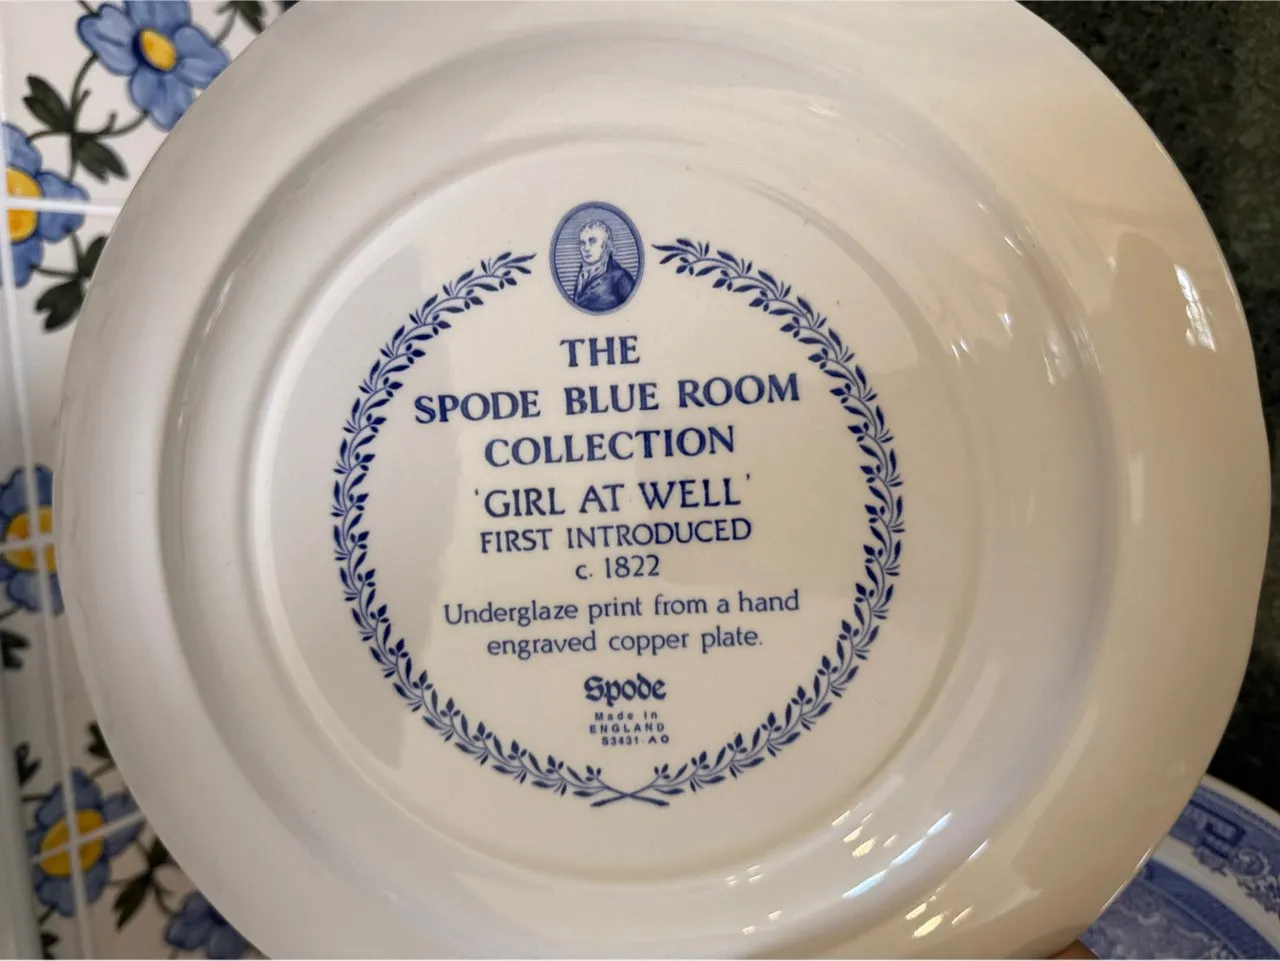 THE
SPODE BLUE ROOM
COLLECTION
'GIRL AT WELL'
FIRST INTRODUCED
c. 1822
Underglaze print from a hand
engraved copper plate.
Spode
Made in
ENGLAND
S3431-AQ